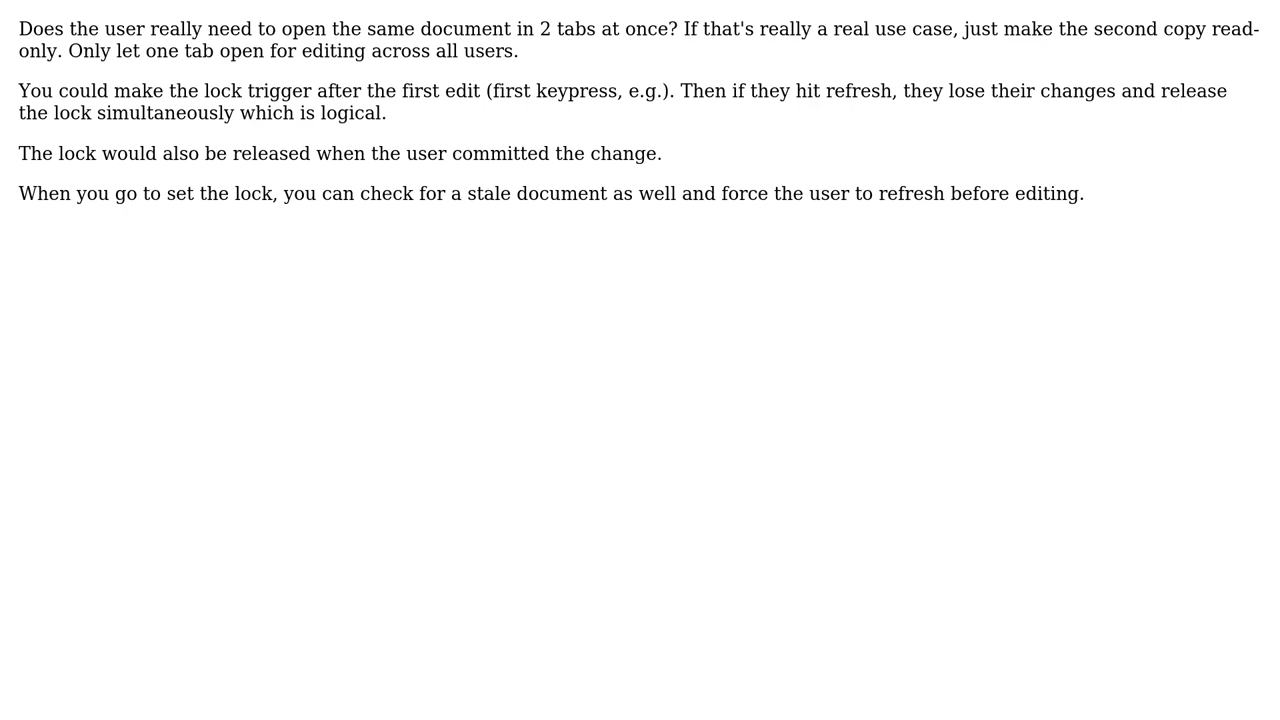 Does the user really need to open the same document in 2 tabs at once? If that's really a real use case, just make the second copy read-
only. Only let one tab open for editing across all users.
You could make the lock trigger after the first edit (first keypress, e.g.). Then if they hit refresh, they lose their changes and release
the lock simultaneously which is logical.
The lock would also be released when the user committed the change.
When you go to set the lock, you can check for a stale document as well and force the user to refresh before editing.